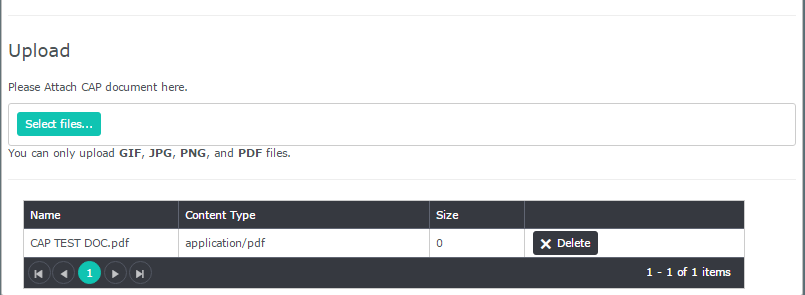 Upload
Please Attach CAP document here.
Select files...
You can only upload GIF, JPG, PNG, and PDF files.
Name Content Type Size
CAP TEST DOC.pdf application/pdf 0 Delete
1 1 - 1 of 1 items